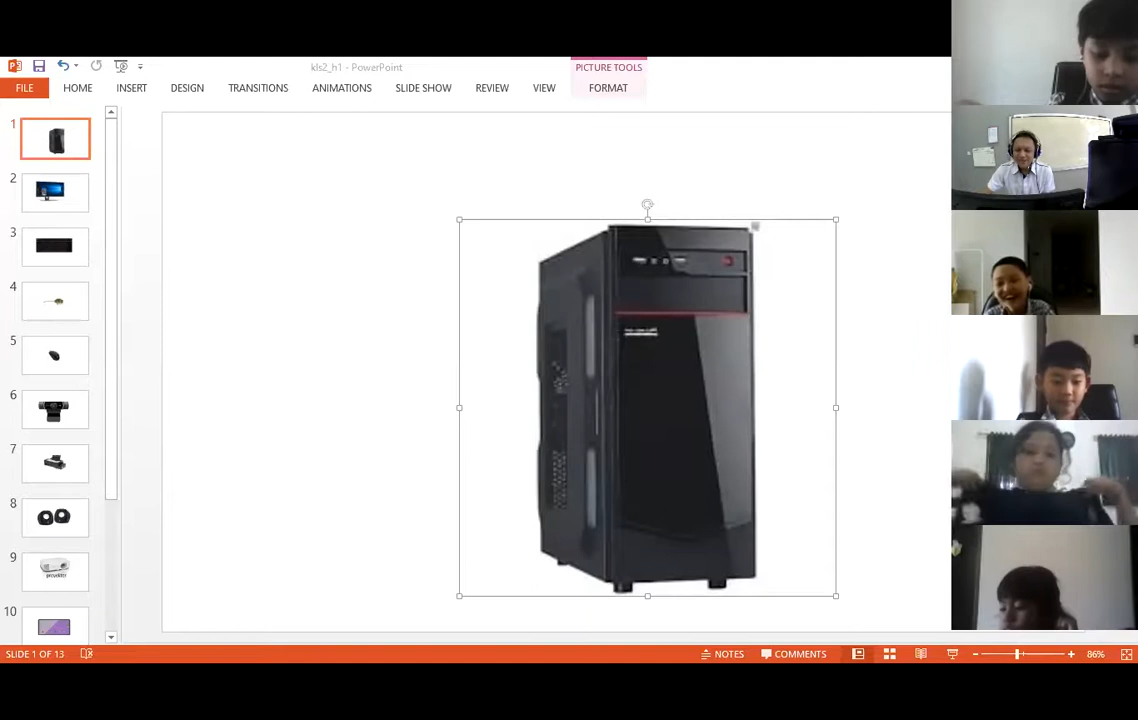 kls2_h1 - PowerPoint
PICTURE TOOLS
FILE HOME INSERT DESIGN TRANSITIONS ANIMATIONS SLIDE SHOW REVIEW VIEW FORMAT
1
2
3
4
5
6
7
8
9
proyektor
10
SLIDE 1 OF 13
NOTES COMMENTS 86%